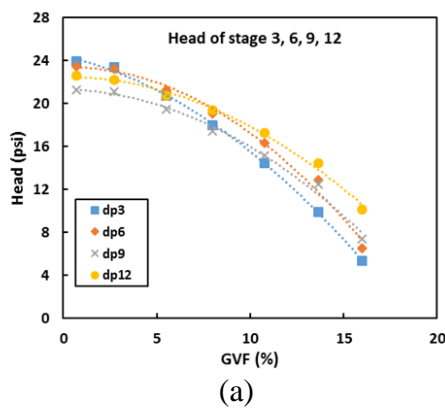 Head of stage 3, 6, 9, 12
28
24
20
16
12
8
4
0
Head (psi)
dp3
dp6
dp9
dp12
0 5 10 15 20
GVF (%)
(a)